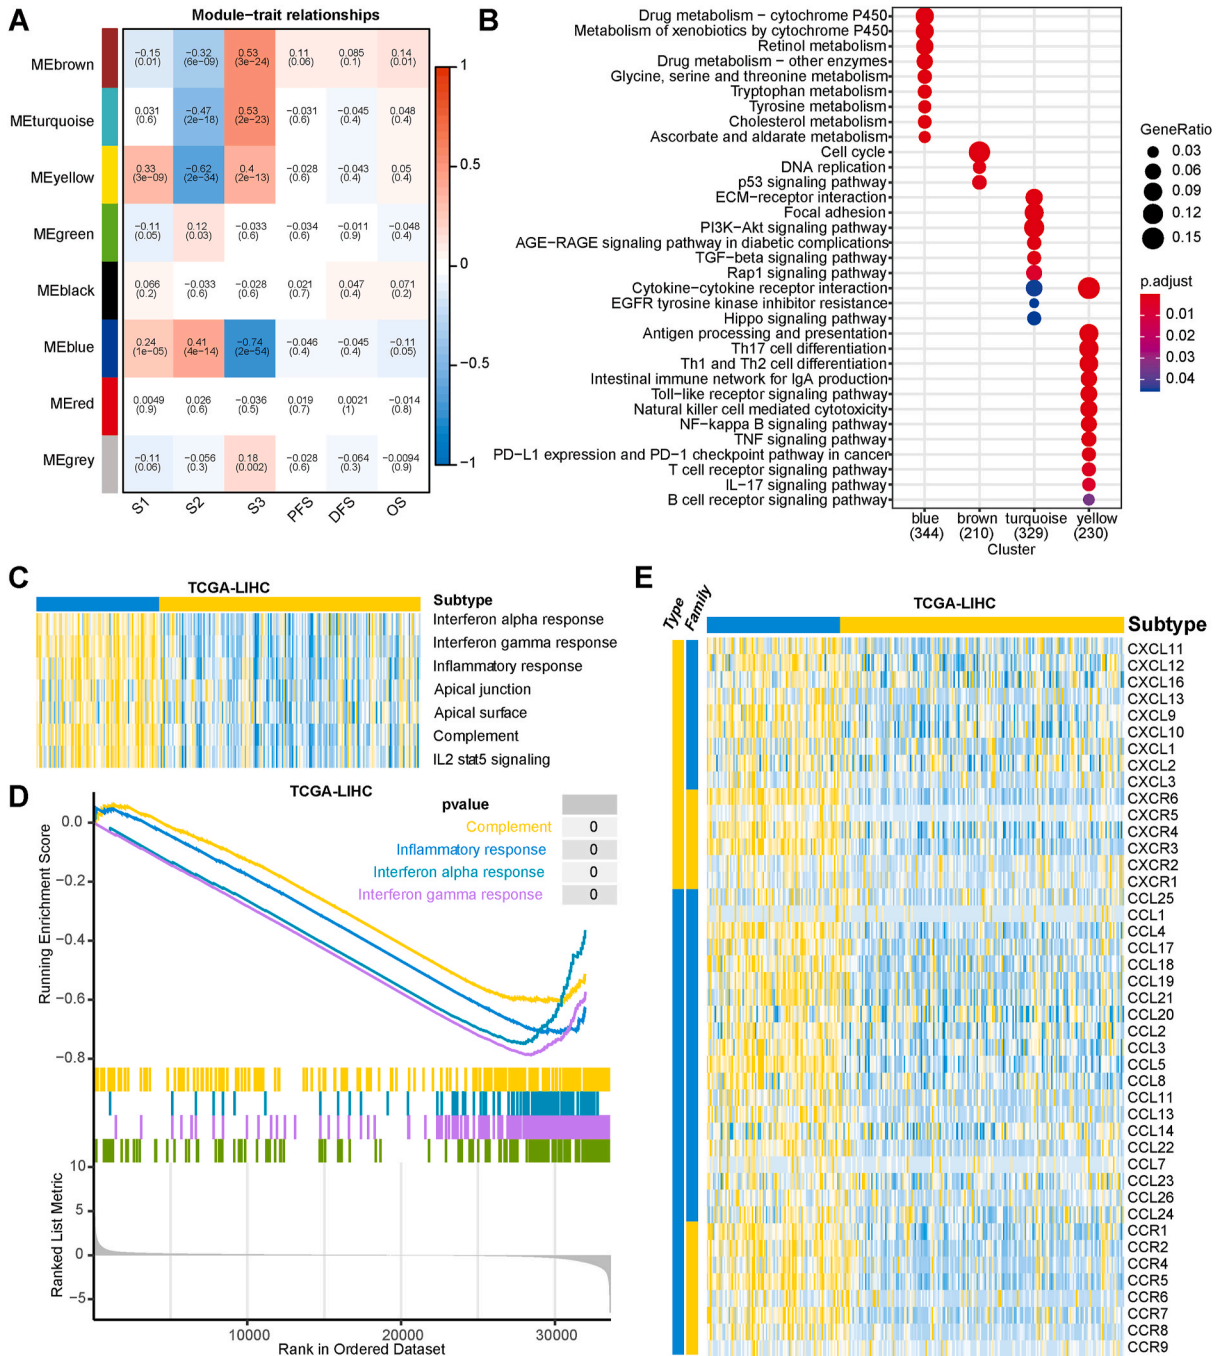 A
Module−trait relationships
MEbrown
−0.15 −0.32 0.53 0.11 0.085 0.14
(0.01) (6e−09) (3e−24) (0.06) (0.1) (0.01)
MEturquoise
0.031 −0.47 0.53 −0.031 −0.045 0.048
(0.6) (2e−18) (2e−23) (0.6) (0.4) (0.4)
MEyellow
0.33 −0.62 0.4 −0.028 −0.043 0.05
(3e−09) (2e−34) (2e−13) (0.6) (0.4) (0.4)
MEgreen
−0.11 0.12 −0.033 −0.034 −0.011 −0.048
(0.05) (0.03) (0.6) (0.6) (0.9) (0.4)
MEblack
0.066 −0.033 −0.028 0.021 0.047 0.071
(0.2) (0.6) (0.6) (0.7) (0.4) (0.2)
MEblue
0.24 0.41 −0.74 −0.046 −0.045 −0.11
(1e−05) (4e−14) (2e−54) (0.4) (0.4) (0.05)
MEred
0.0049 0.026 −0.036 0.019 0.0021 −0.014
(0.9) (0.6) (0.5) (0.7) (1) (0.8)
MEgrey
−0.11 −0.056 0.18 −0.028 −0.064 −0.0094
(0.06) (0.3) (0.002) (0.6) (0.3) (0.9)
S1 S2 S3 PFS DFS OS
1
0.5
0
−0.5
−1
B
Drug metabolism − cytochrome P450
Metabolism of xenobiotics by cytochrome P450
Retinol metabolism
Drug metabolism − other enzymes
Glycine, serine and threonine metabolism
Tryptophan metabolism
Tyrosine metabolism
Cholesterol metabolism
Ascorbate and aldarate metabolism
Cell cycle
DNA replication
p53 signaling pathway
ECM−receptor interaction
Focal adhesion
PI3K−Akt signaling pathway
AGE−RAGE signaling pathway in diabetic complications
TGF−beta signaling pathway
Rap1 signaling pathway
Cytokine−cytokine receptor interaction
EGFR tyrosine kinase inhibitor resistance
Hippo signaling pathway
Antigen processing and presentation
Th17 cell differentiation
Th1 and Th2 cell differentiation
Intestinal immune network for IgA production
Toll−like receptor signaling pathway
Natural killer cell mediated cytotoxicity
NF−kappa B signaling pathway
TNF signaling pathway
PD−L1 expression and PD−1 checkpoint pathway in cancer
T cell receptor signaling pathway
IL−17 signaling pathway
B cell receptor signaling pathway
blue brown turquoise yellow
(344) (210) (329) (230)
Cluster
GeneRatio
0.03
0.06
0.09
0.12
0.15
p.adjust
0.01
0.02
0.03
0.04
C
TCGA-LIHC
Subtype
Interferon alpha response
Interferon gamma response
Inflammatory response
Apical junction
Apical surface
Complement
IL2 stat5 signaling
D
TCGA-LIHC
pvalue
Complement 0
Inflammatory response 0
Interferon alpha response 0
Interferon gamma response 0
Running Enrichment Score
0.0
−0.2
−0.4
−0.6
−0.8
Ranked List Metric
10
5
0
−5
10000 20000 30000
Rank in Ordered Dataset
E
Type
Family
TCGA-LIHC
Subtype
CXCL11
CXCL12
CXCL16
CXCL13
CXCL9
CXCL10
CXCL1
CXCL2
CXCL3
CXCR6
CXCR5
CXCR4
CXCR3
CXCR2
CXCR1
CCL25
CCL1
CCL4
CCL17
CCL18
CCL19
CCL21
CCL20
CCL2
CCL3
CCL5
CCL8
CCL11
CCL13
CCL14
CCL22
CCL7
CCL23
CCL26
CCL24
CCR1
CCR2
CCR4
CCR5
CCR6
CCR7
CCR8
CCR9